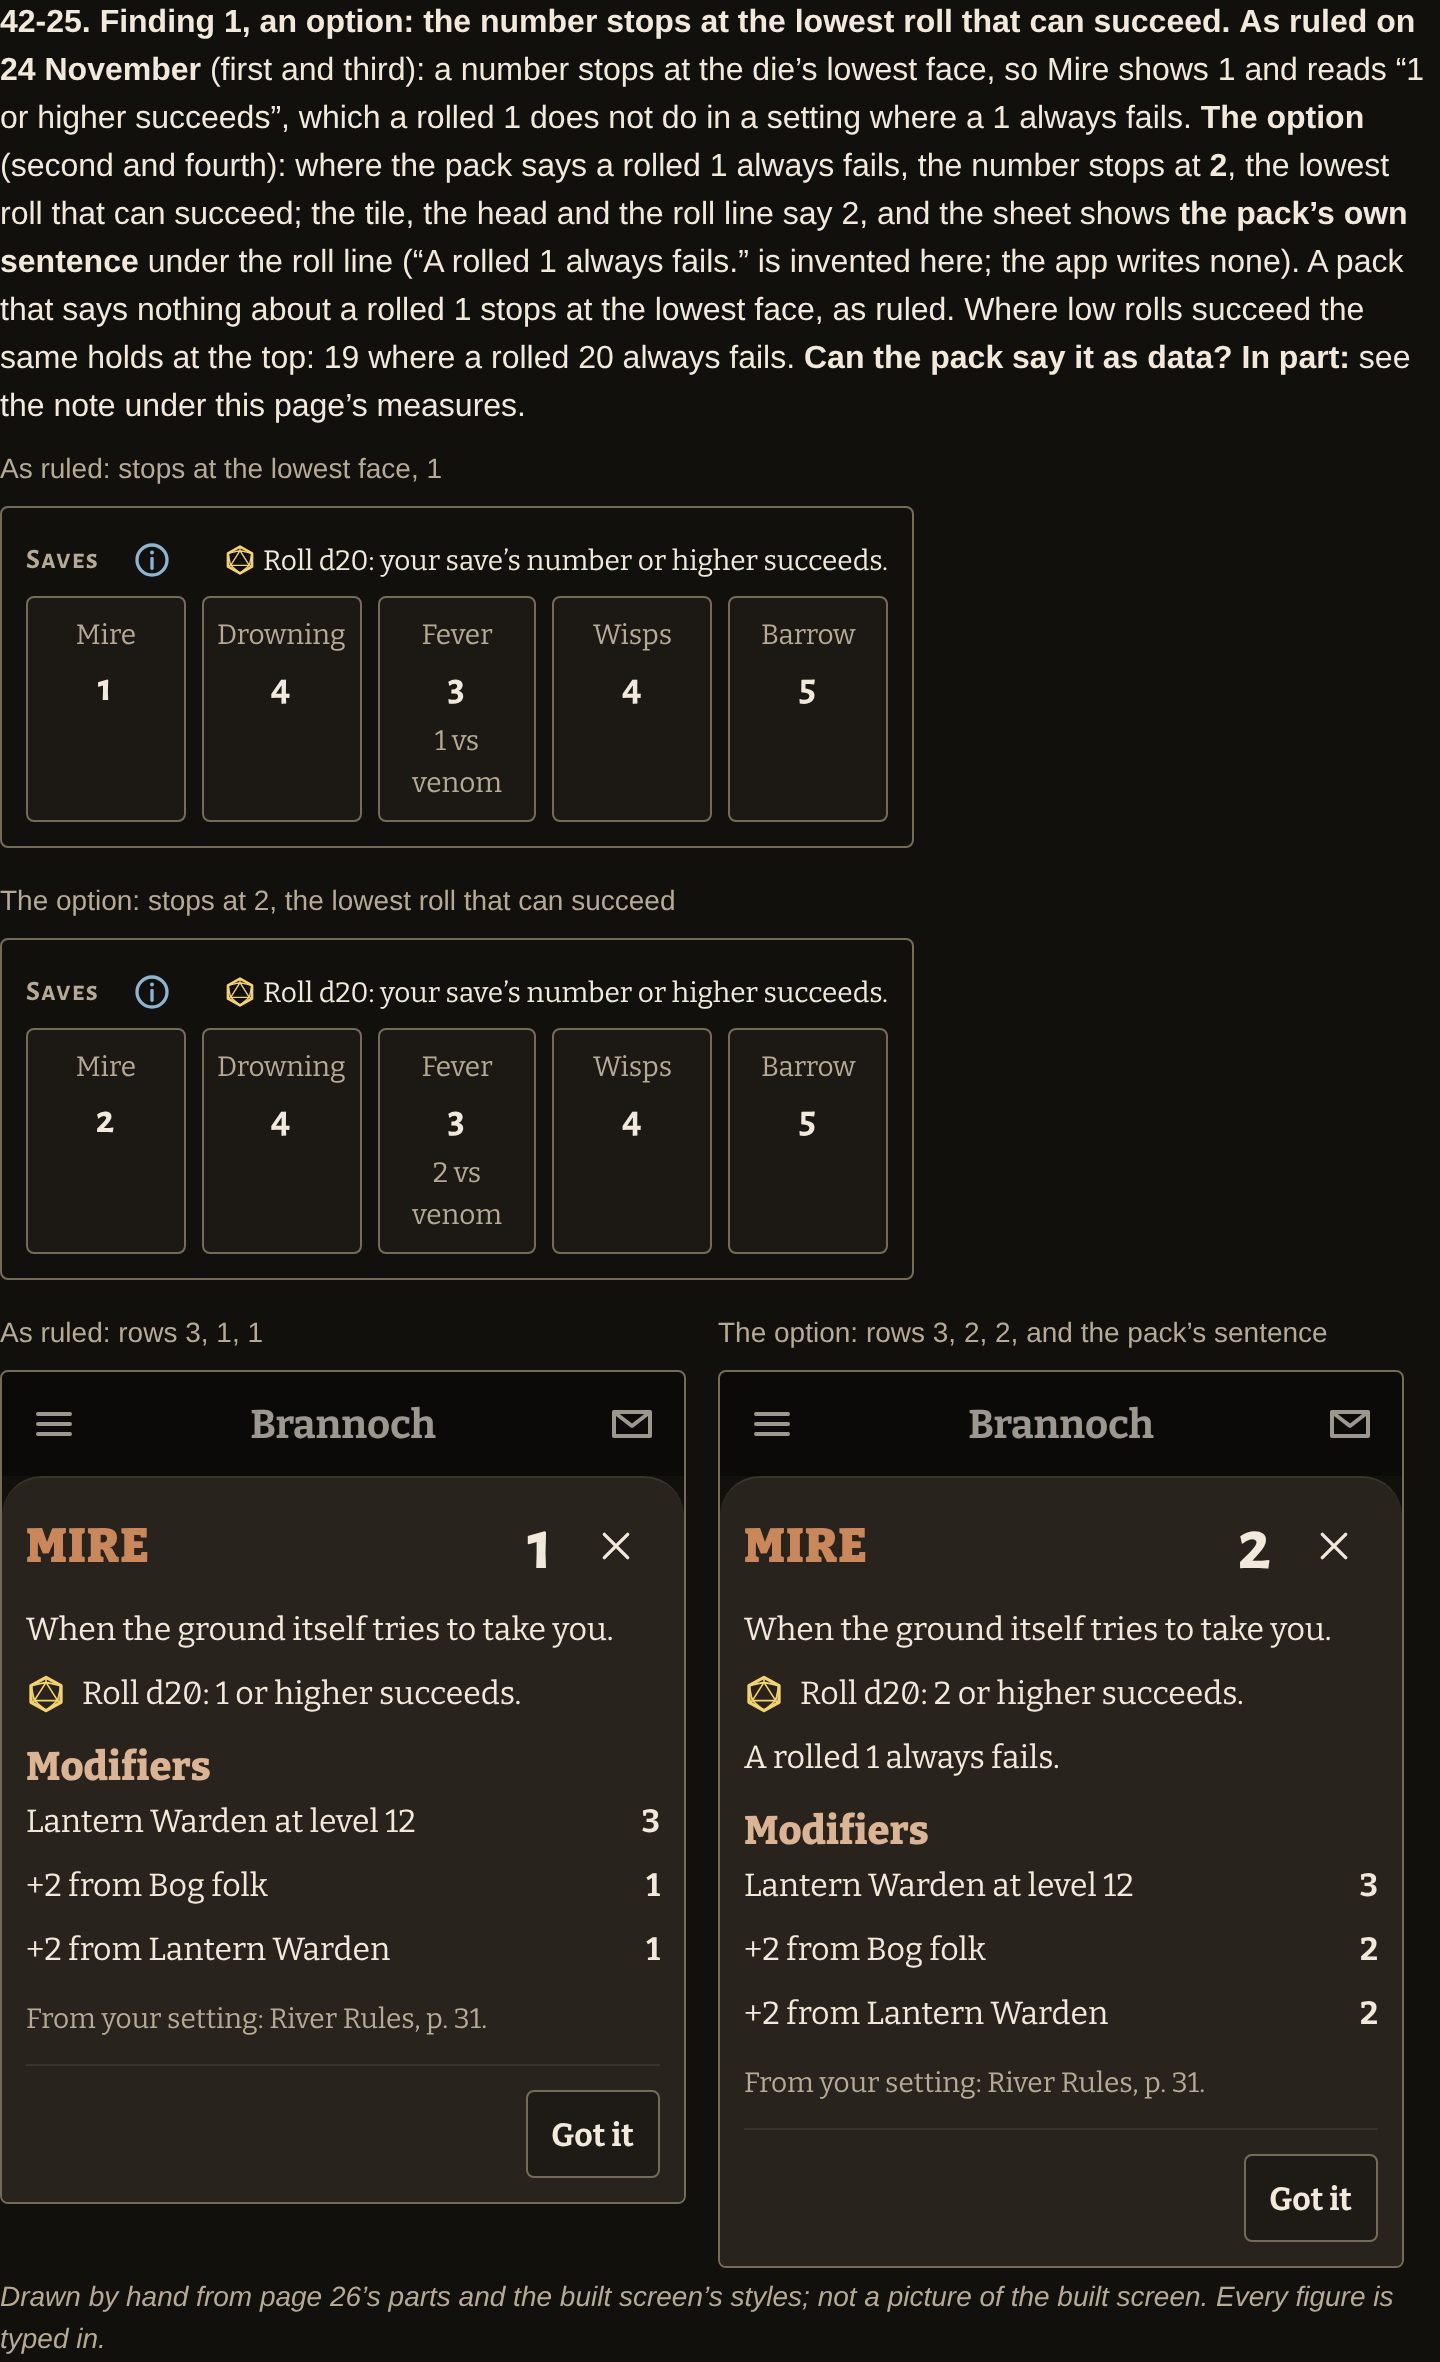 42-25. Finding 1, an option: the number stops at the lowest roll that can succeed. As ruled on
24 November (first and third): a number stops at the die’s lowest face, so Mire shows 1 and reads “1
or higher succeeds”, which a rolled 1 does not do in a setting where a 1 always fails. The option
(second and fourth): where the pack says a rolled 1 always fails, the number stops at 2, the lowest
roll that can succeed; the tile, the head and the roll line say 2, and the sheet shows the pack’s own
sentence under the roll line (“A rolled 1 always fails.” is invented here; the app writes none). A pack
that says nothing about a rolled 1 stops at the lowest face, as ruled. Where low rolls succeed the
same holds at the top: 19 where a rolled 20 always fails. Can the pack say it as data? In part: see
the note under this page’s measures.
As ruled: stops at the lowest face, 1
SAVES Roll d20: your save’s number or higher succeeds.
Mire Drowning Fever Wisps Barrow
1 4 3 4 5
1 vs
venom
The option: stops at 2, the lowest roll that can succeed
SAVES Roll d20: your save’s number or higher succeeds.
Mire Drowning Fever Wisps Barrow
2 4 3 4 5
2 vs
venom
As ruled: rows 3, 1, 1
Brannoch
MIRE 1
When the ground itself tries to take you.
Roll d20: 1 or higher succeeds.
Modifiers
Lantern Warden at level 12 3
+2 from Bog folk 1
+2 from Lantern Warden 1
From your setting: River Rules, p. 31.
Got it
The option: rows 3, 2, 2, and the pack’s sentence
Brannoch
MIRE 2
When the ground itself tries to take you.
Roll d20: 2 or higher succeeds.
A rolled 1 always fails.
Modifiers
Lantern Warden at level 12 3
+2 from Bog folk 2
+2 from Lantern Warden 2
From your setting: River Rules, p. 31.
Got it
Drawn by hand from page 26’s parts and the built screen’s styles; not a picture of the built screen. Every figure is
typed in.